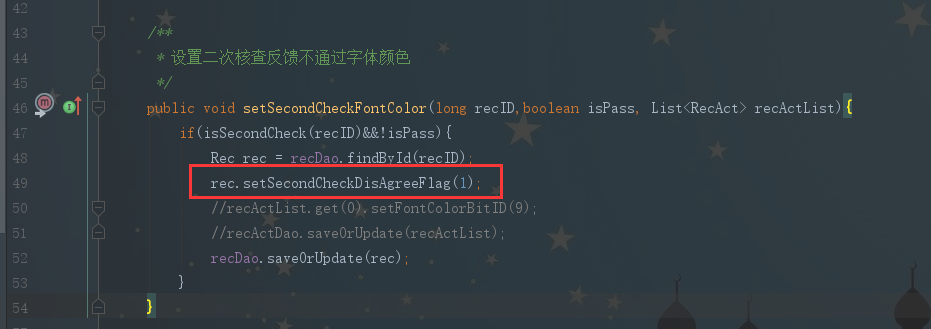 42
43 /**
44 * 设置二次核查反馈不通过字体颜色
45 */
46 public void setSecondCheckFontColor(long recID,boolean isPass, List<RecAct> recActList){
47 if(isSecondCheck(recID)&&!isPass){
48 Rec rec = recDao.findById(recID);
49 rec.setSecondCheckDisAgreeFlag(1);
50 //recActList.get(0).setFontColorBitID(9);
51 //recActDao.saveOrUpdate(recActList);
52 recDao.saveOrUpdate(rec);
53 }
54 }